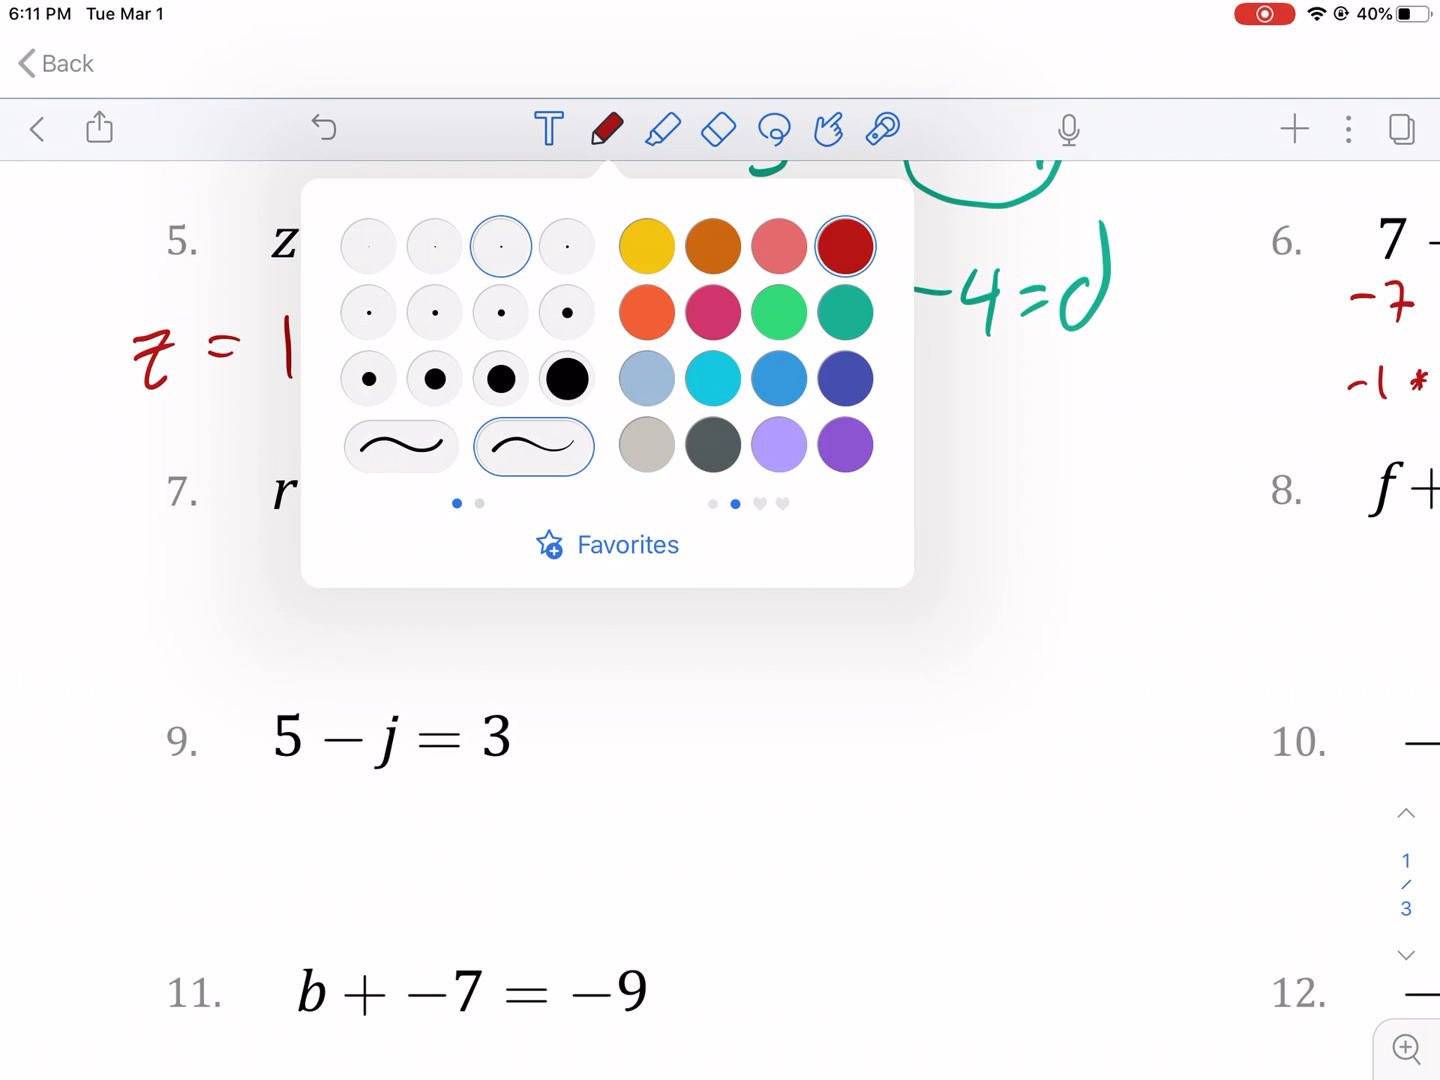 6:11 PM Tue Mar 1
40%
Back
T
-4=d
5. z
6. 7 -
z = 1
-7
-1 *
7. r
8. f +
Favorites
9. 5 − j = 3
10. −
1
/
3
11. b + −7 = −9
12. −